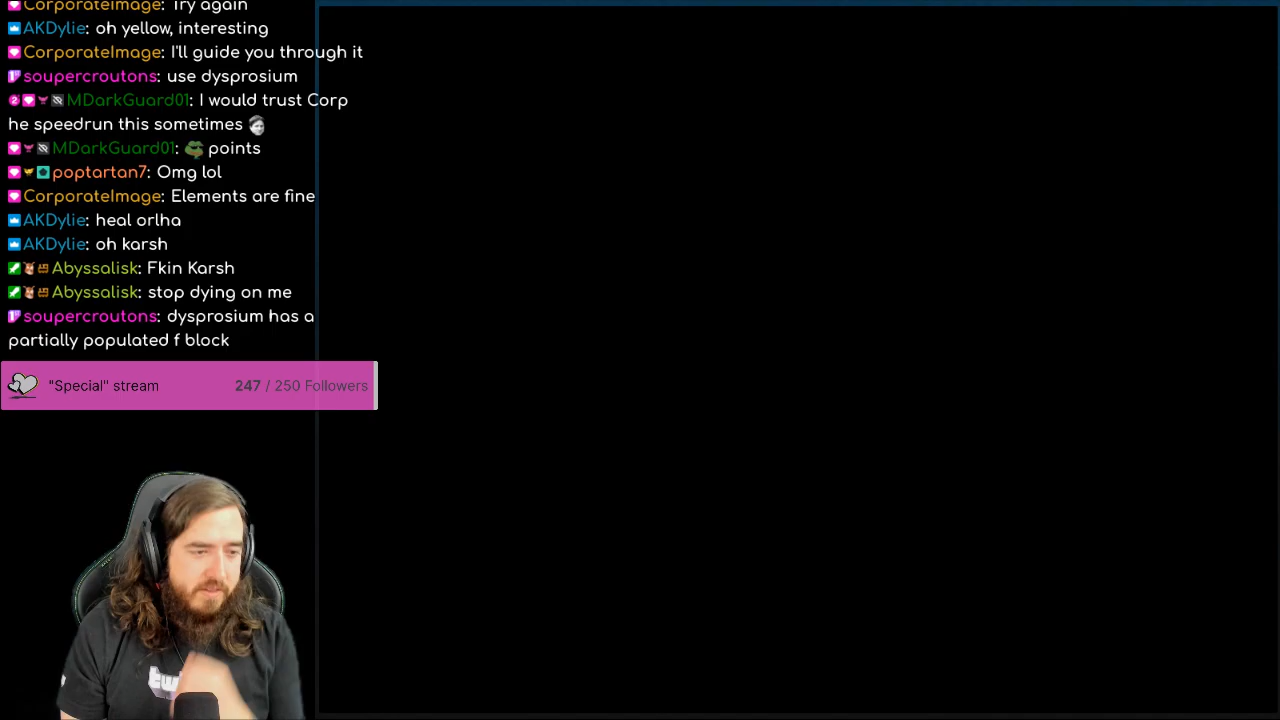 CorporateImage: Try again
AKDylie: oh yellow, interesting
CorporateImage: I'll guide you through it
soupercroutons: use dysprosium
MDarkGuard01: I would trust Corp
he speedrun this sometimes
MDarkGuard01: points
poptartan7: Omg lol
CorporateImage: Elements are fine
AKDylie: heal orlha
AKDylie: oh karsh
Abyssalisk: Fkin Karsh
Abyssalisk: stop dying on me
soupercroutons: dysprosium has a
partially populated f block
"Special" stream 247 / 250 Followers